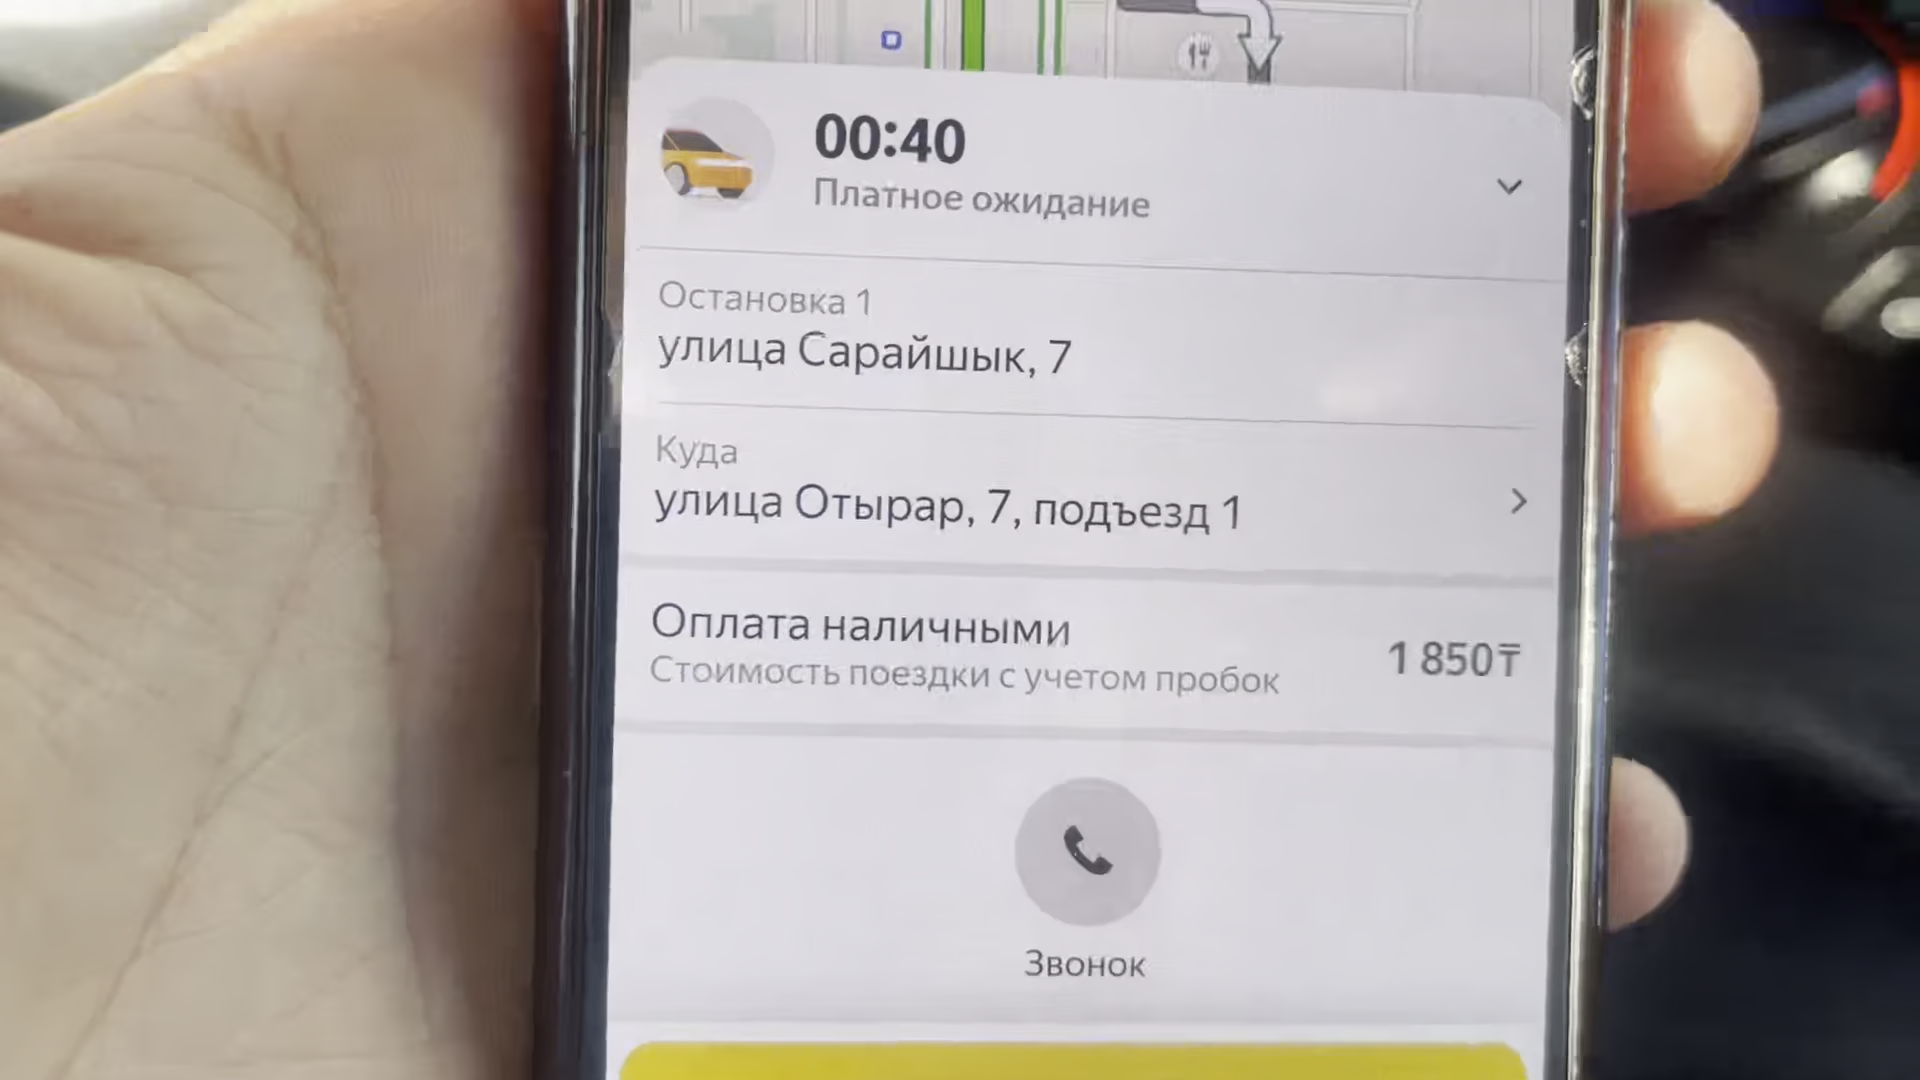 00:40
Платное ожидание
Остановка 1
улица Сарайшык, 7
Куда
улица Отырар, 7, подъезд 1
Оплата наличными
1 850₸
Стоимость поездки с учетом пробок
Звонок